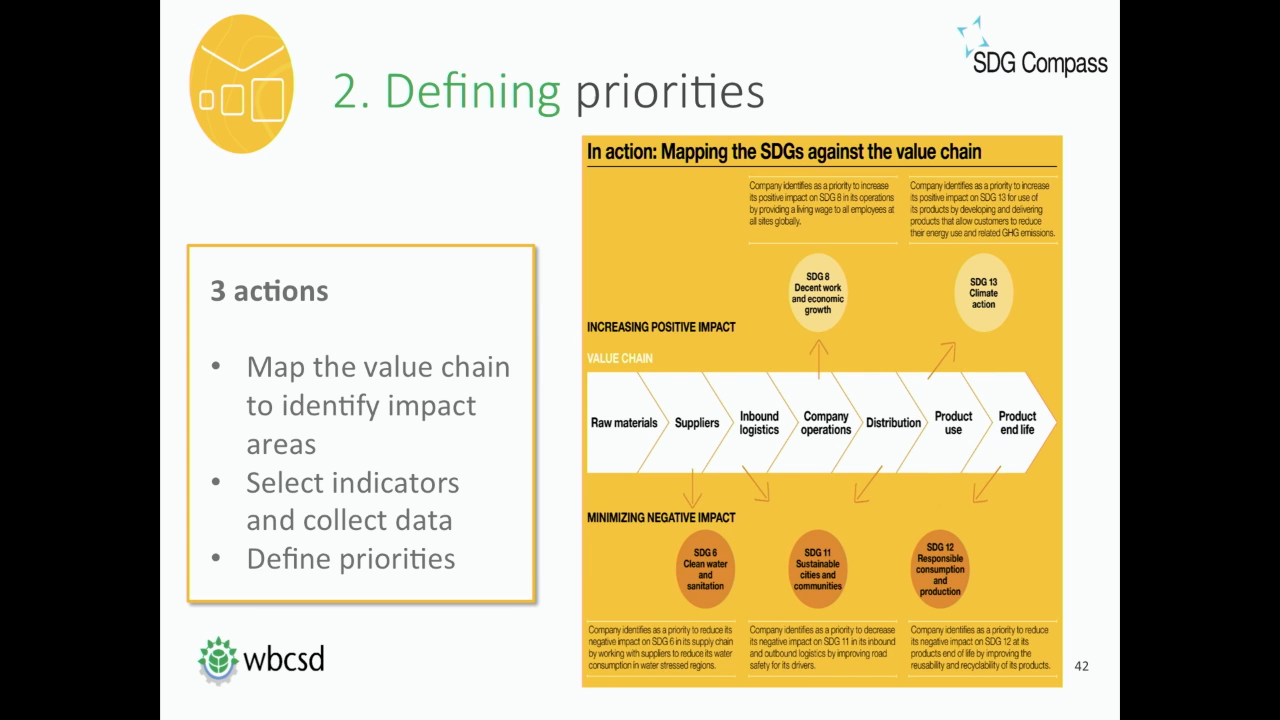 SDG Compass
2. Defining priorities
3 actions
• Map the value chain
to identify impact
areas
• Select indicators
and collect data
• Define priorities
In action: Mapping the SDGs against the value chain
Company identifies as a priority to increase
its positive impact on SDG 8 in its operations
by providing a living wage to all employees at
all sites globally.
Company identifies as a priority to increase
its positive impact on SDG 13 for use of
its products by developing and delivering
products that allow customers to reduce
their energy use and related GHG emissions.
SDG 8
Decent work
and economic
growth
SDG 13
Climate
action
INCREASING POSITIVE IMPACT
VALUE CHAIN
Raw materials
Suppliers
Inbound
logistics
Company
operations
Distribution
Product
use
Product
end life
MINIMIZING NEGATIVE IMPACT
SDG 6
Clean water
and
sanitation
SDG 11
Sustainable
cities and
communities
SDG 12
Responsible
consumption
and
production
Company identifies as a priority to reduce its
negative impact on SDG 6 in its supply chain
by working with suppliers to reduce its water
consumption in water stressed regions.
Company identifies as a priority to decrease
its negative impact on SDG 11 in its inbound
and outbound logistics by improving road
safety for its drivers.
Company identifies as a priority to reduce
its negative impact on SDG 12 at its
products end of life by improving the
reusability and recyclability of its products.
wbcsd
42